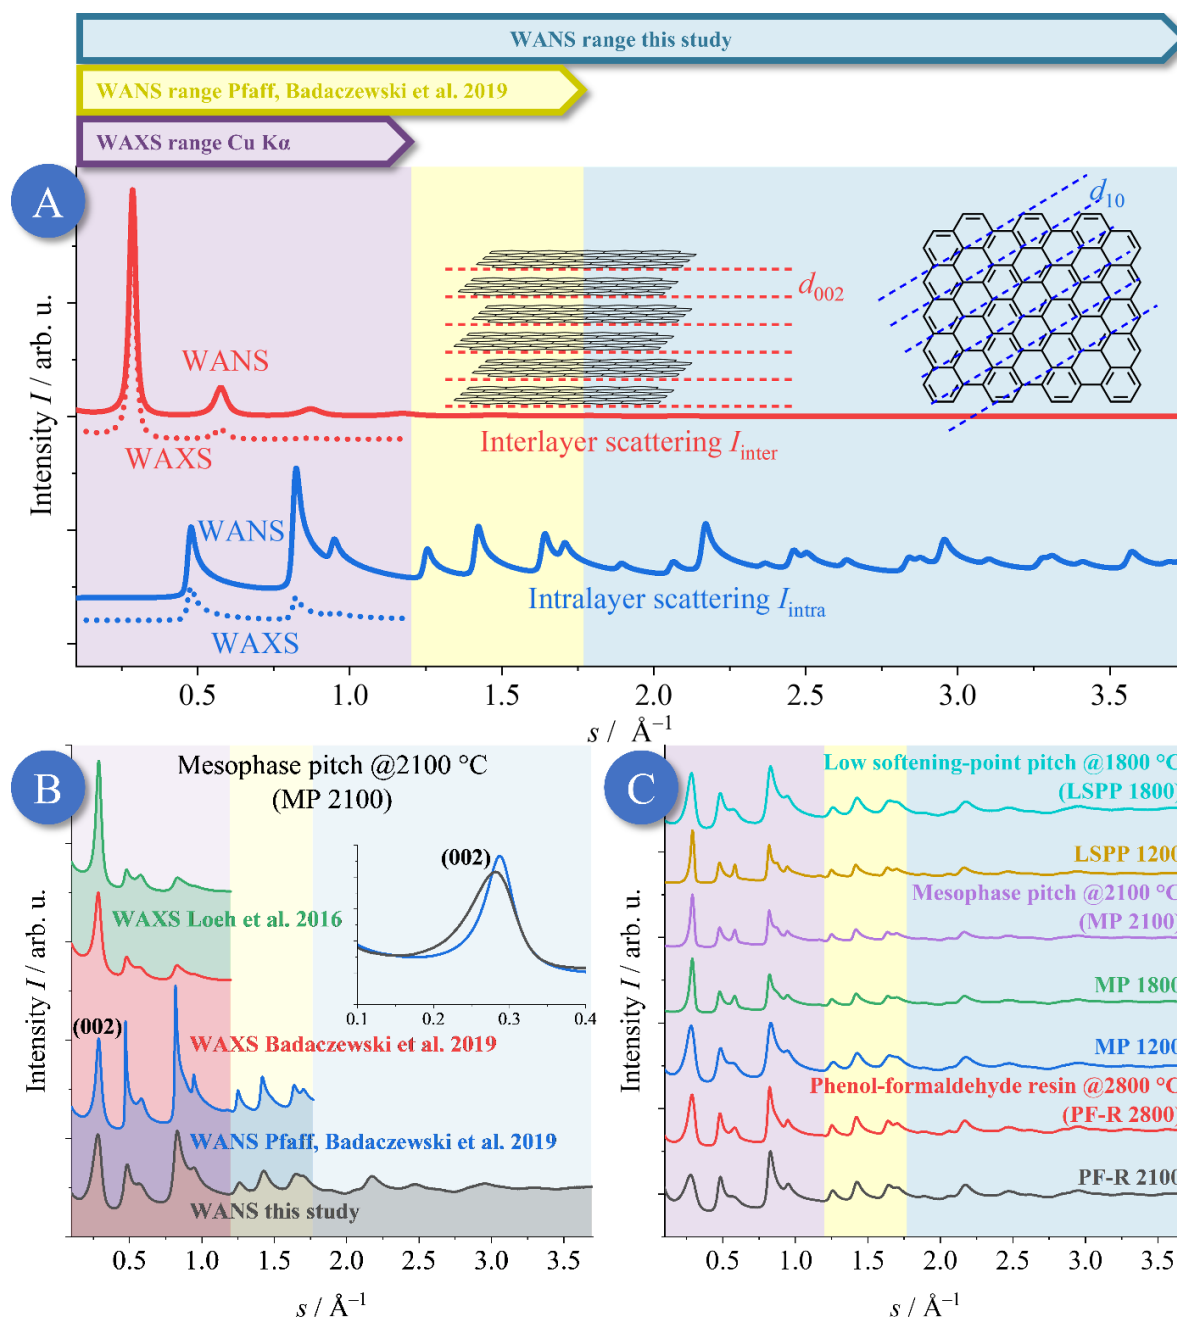 WANS range this study
WANS range Pfaff, Badaczewski et al. 2019
WAXS range Cu Kα
A
d10
d002
WANS
WAXS
Interlayer scattering Iinter
WANS
WAXS
Intralayer scattering Iintra
Intensity I / arb. u.
0.5 1.0 1.5 2.0 2.5 3.0 3.5
s / Å–1
B
Mesophase pitch @2100 °C
(MP 2100)
(002)
0.1 0.2 0.3 0.4
WAXS Loeh et al. 2016
WAXS Badaczewski et al. 2019
(002)
WANS Pfaff, Badaczewski et al. 2019
WANS this study
Intensity I / arb. u.
0.5 1.0 1.5 2.0 2.5 3.0 3.5
s / Å–1
C
Low softening-point pitch @1800 °C
(LSPP 1800)
LSPP 1200
Mesophase pitch @2100 °C
(MP 2100)
MP 1800
MP 1200
Phenol-formaldehyde resin @2800 °C
(PF-R 2800)
PF-R 2100
Intensity I / arb. u.
0.5 1.0 1.5 2.0 2.5 3.0 3.5
s / Å–1